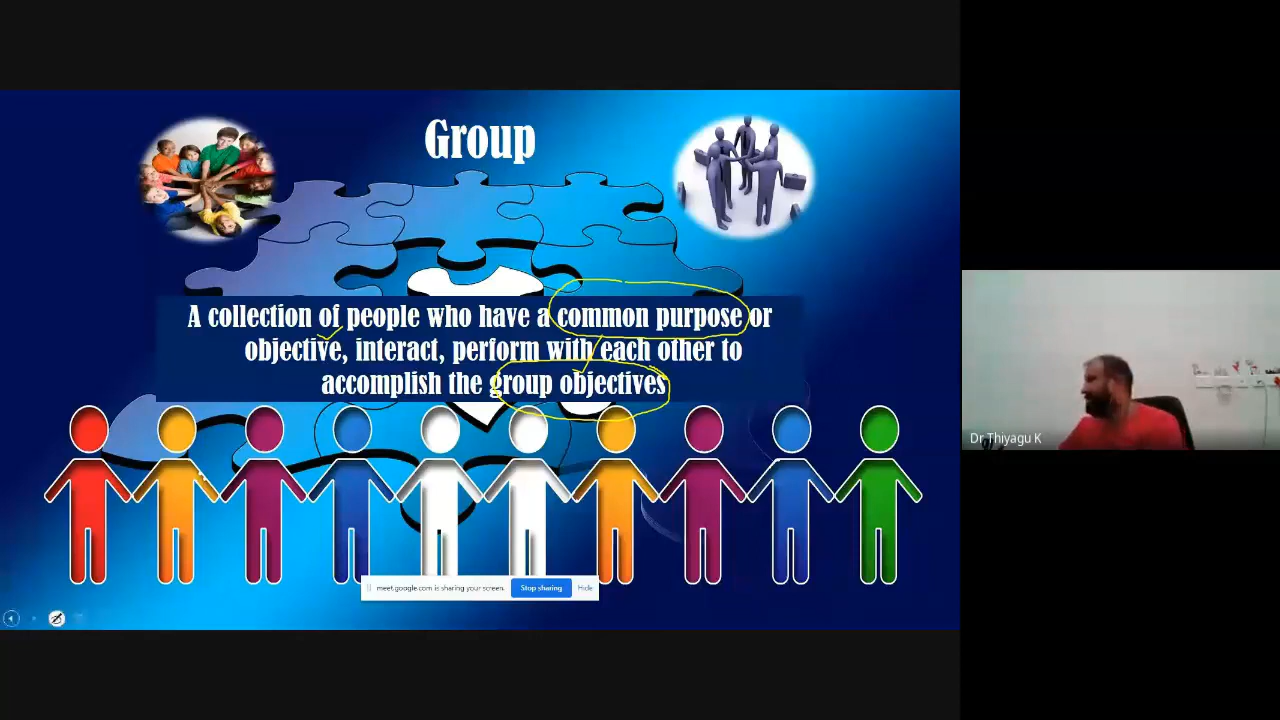 Group
A collection of people who have a common purpose or
objective, interact, perform with each other to
accomplish the group objectives
Dr Thiyagu K
meet.google.com is sharing your screen.
Stop sharing
Hide